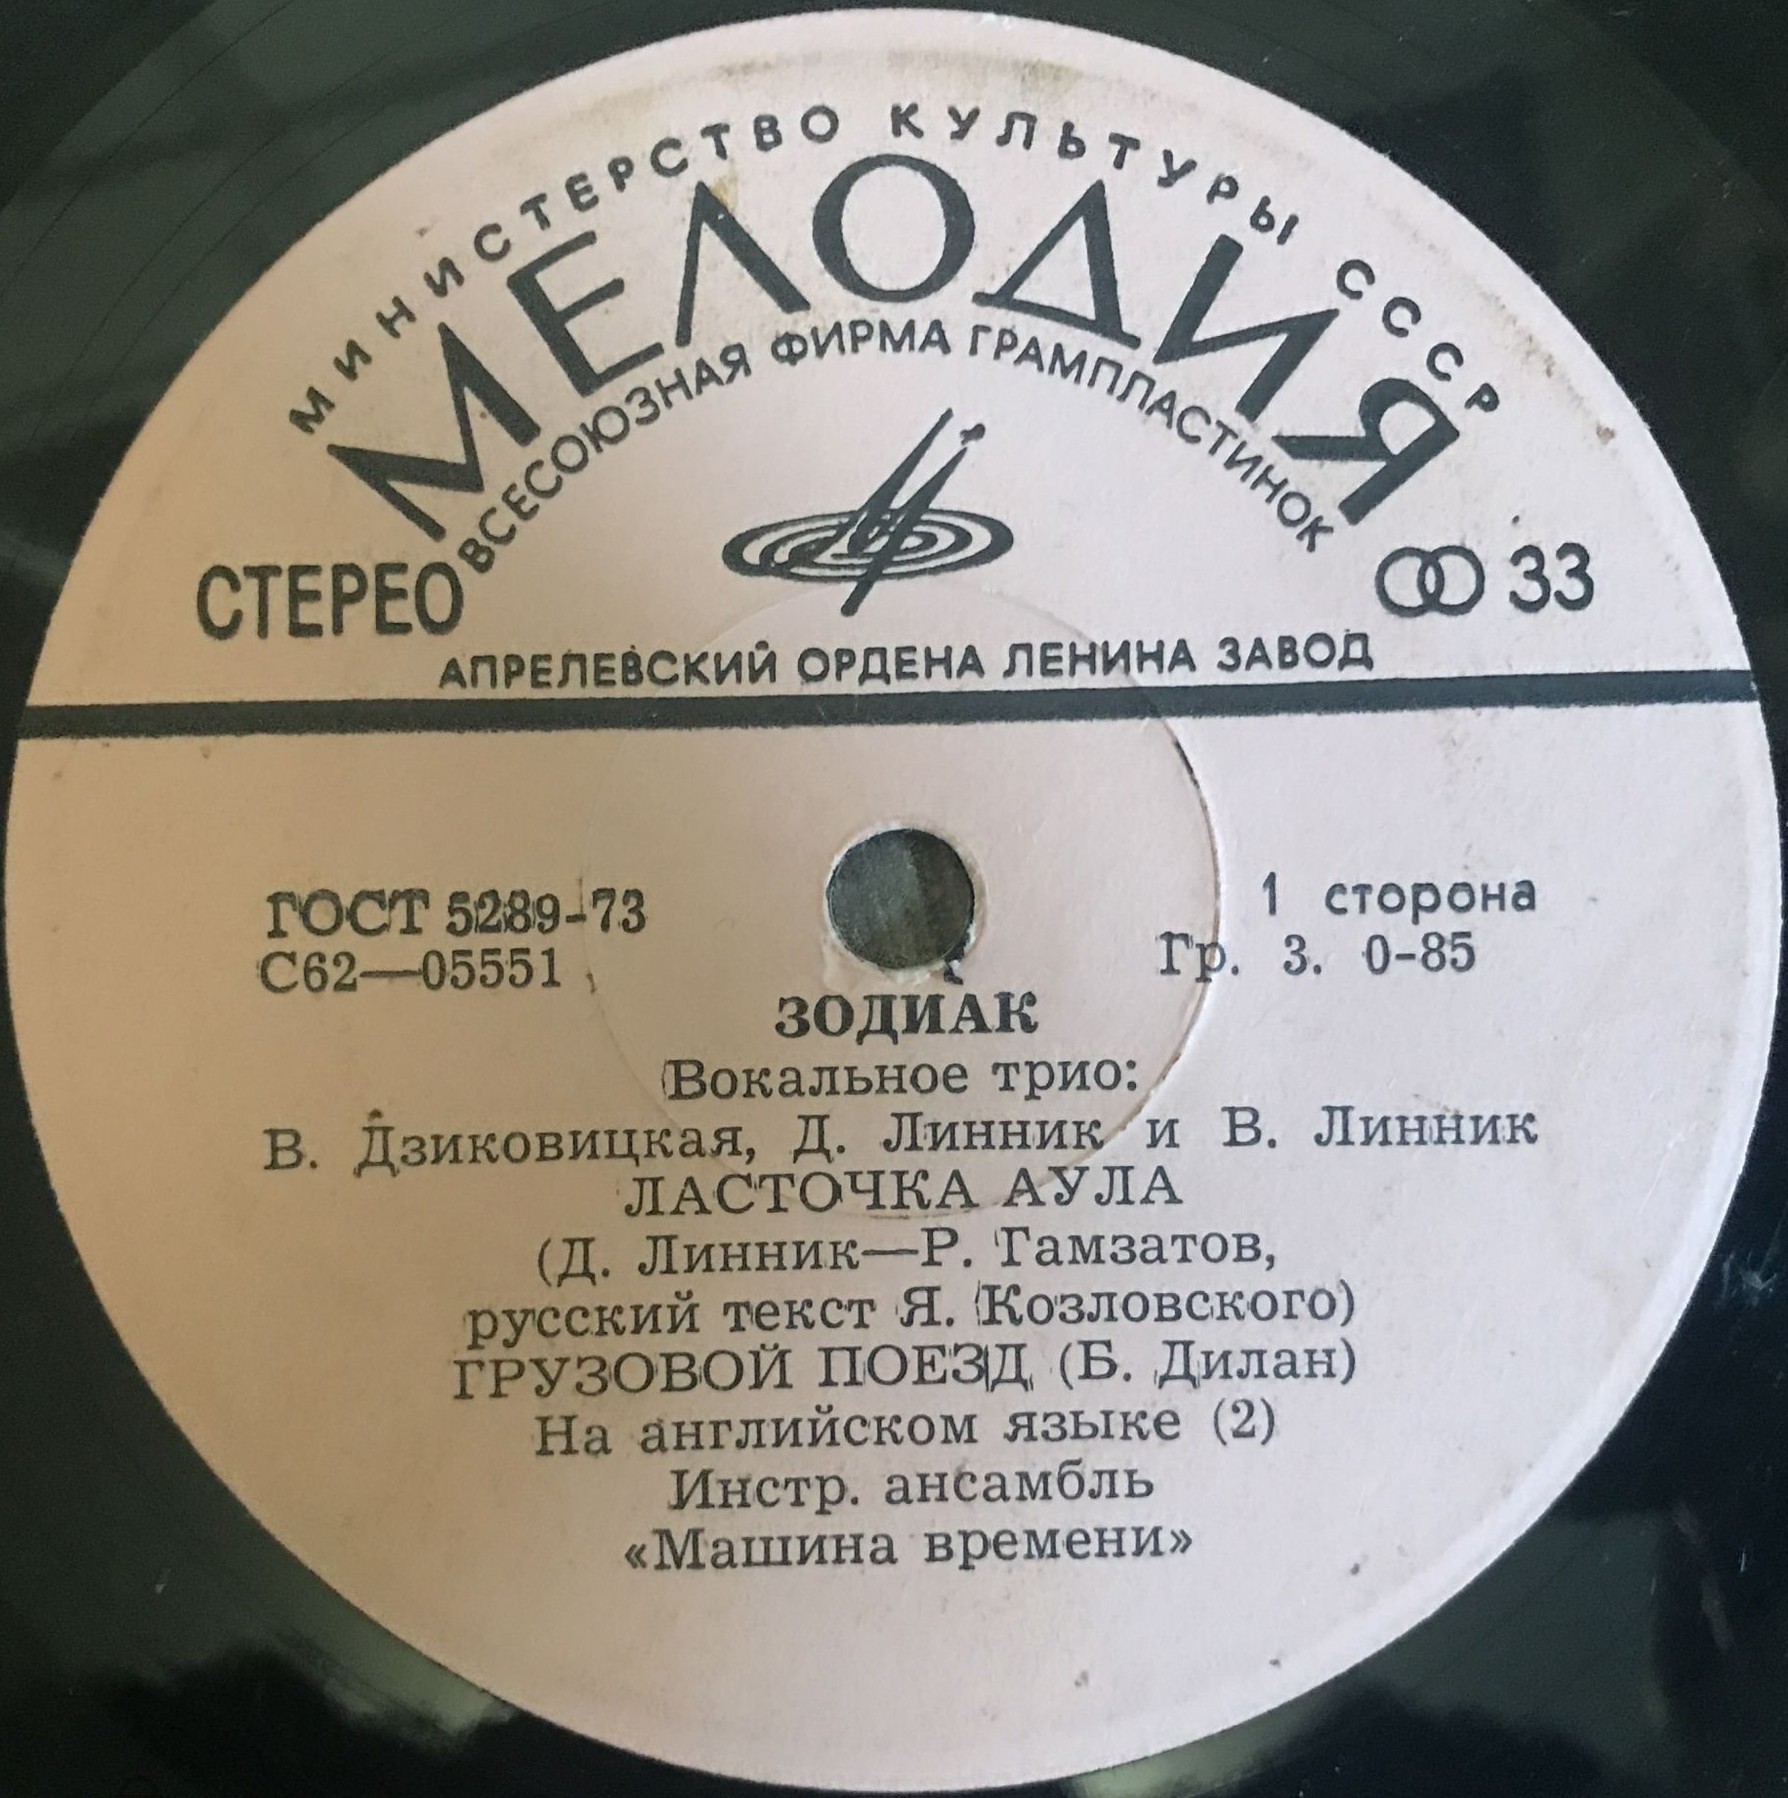 МИНИСТЕРСТВО КУЛЬТУРЫ СССР
МЕЛОДИЯ
ВСЕСОЮЗНАЯ ФИРМА ГРАМПЛАСТИНОК
СТЕРЕО
33
АПРЕЛЕВСКИЙ ОРДЕНА ЛЕНИНА ЗАВОД
ГОСТ 5289-73
1 сторона
С62—05551
Гр. 3. 0-85
ЗОДИАК
Вокальное трио:
В. Дзиковицкая, Д. Линник и В. Линник
ЛАСТОЧКА АУЛА
(Д. Линник—Р. Гамзатов,
русский текст Я. Козловского)
ГРУЗОВОЙ ПОЕЗД (Б. Дилан)
На английском языке (2)
Инстр. ансамбль
«Машина времени»